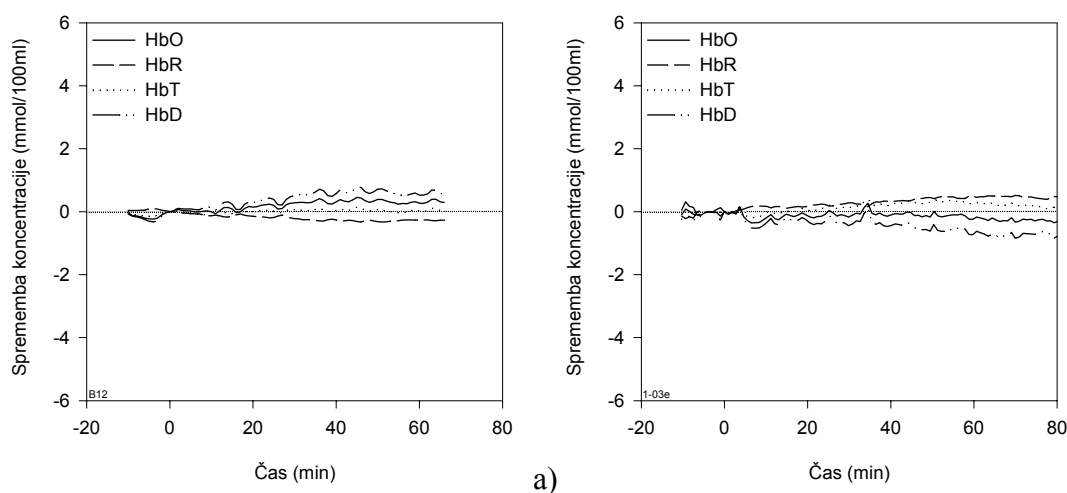 Sprememba koncentracije (mmol/100ml)
6
4
2
0
-2
-4
-6
HbO
HbR
HbT
HbD
B12
-20 0 20 40 60 80
Čas (min)
a)
Sprememba koncentracije (mmol/100ml)
6
4
2
0
-2
-4
-6
HbO
HbR
HbT
HbD
1-03e
-20 0 20 40 60 80
Čas (min)